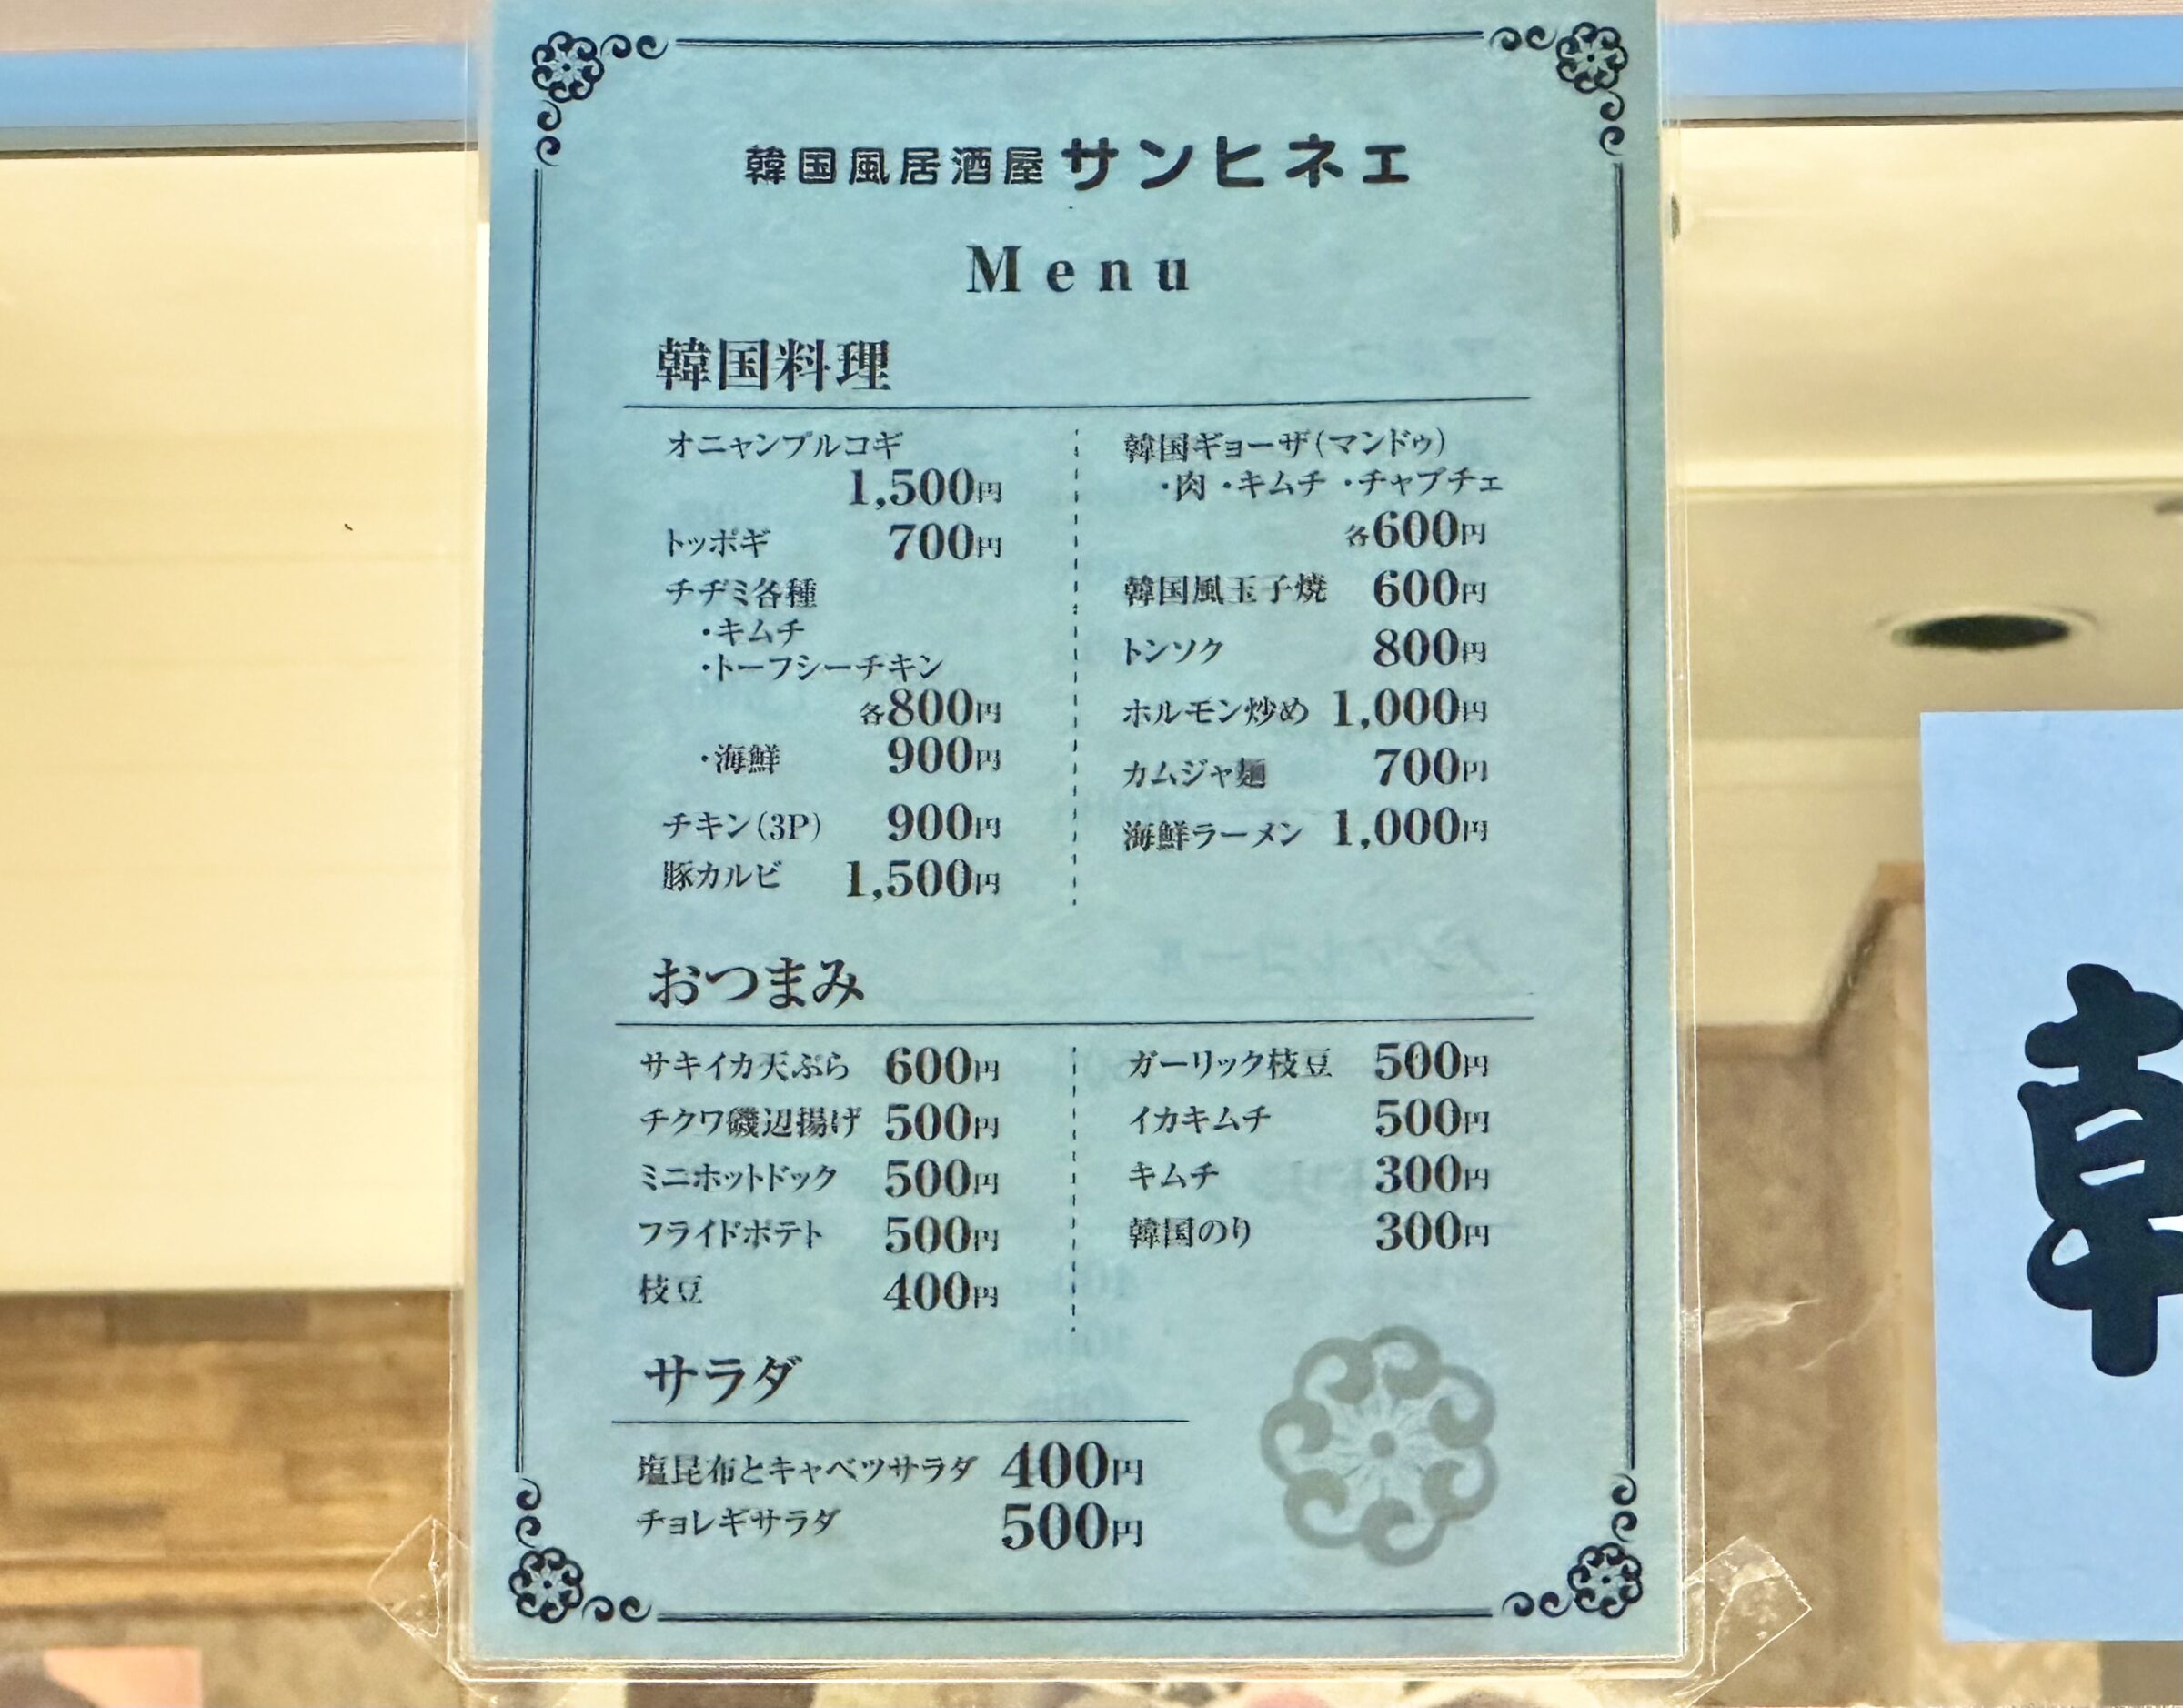 韓国風居酒屋 サンヒネエ
Menu
韓国料理
オニャンプルコギ
1,500円
トッポギ 700円
チヂミ各種
・キムチ
・トーフシーチキン
各800円
・海鮮 900円
チキン(3P) 900円
豚カルビ 1,500円
韓国ギョーザ(マンドゥ)
・肉 ・キムチ ・チャプチェ
各600円
韓国風玉子焼 600円
トンソク 800円
ホルモン炒め 1,000円
カムジャ麺 700円
海鮮ラーメン 1,000円
おつまみ
サキイカ天ぷら 600円
チクワ磯辺揚げ 500円
ミニホットドック 500円
フライドポテト 500円
枝豆 400円
ガーリック枝豆 500円
イカキムチ 500円
キムチ 300円
韓国のり 300円
サラダ
塩昆布とキャベツサラダ 400円
チョレギサラダ 500円